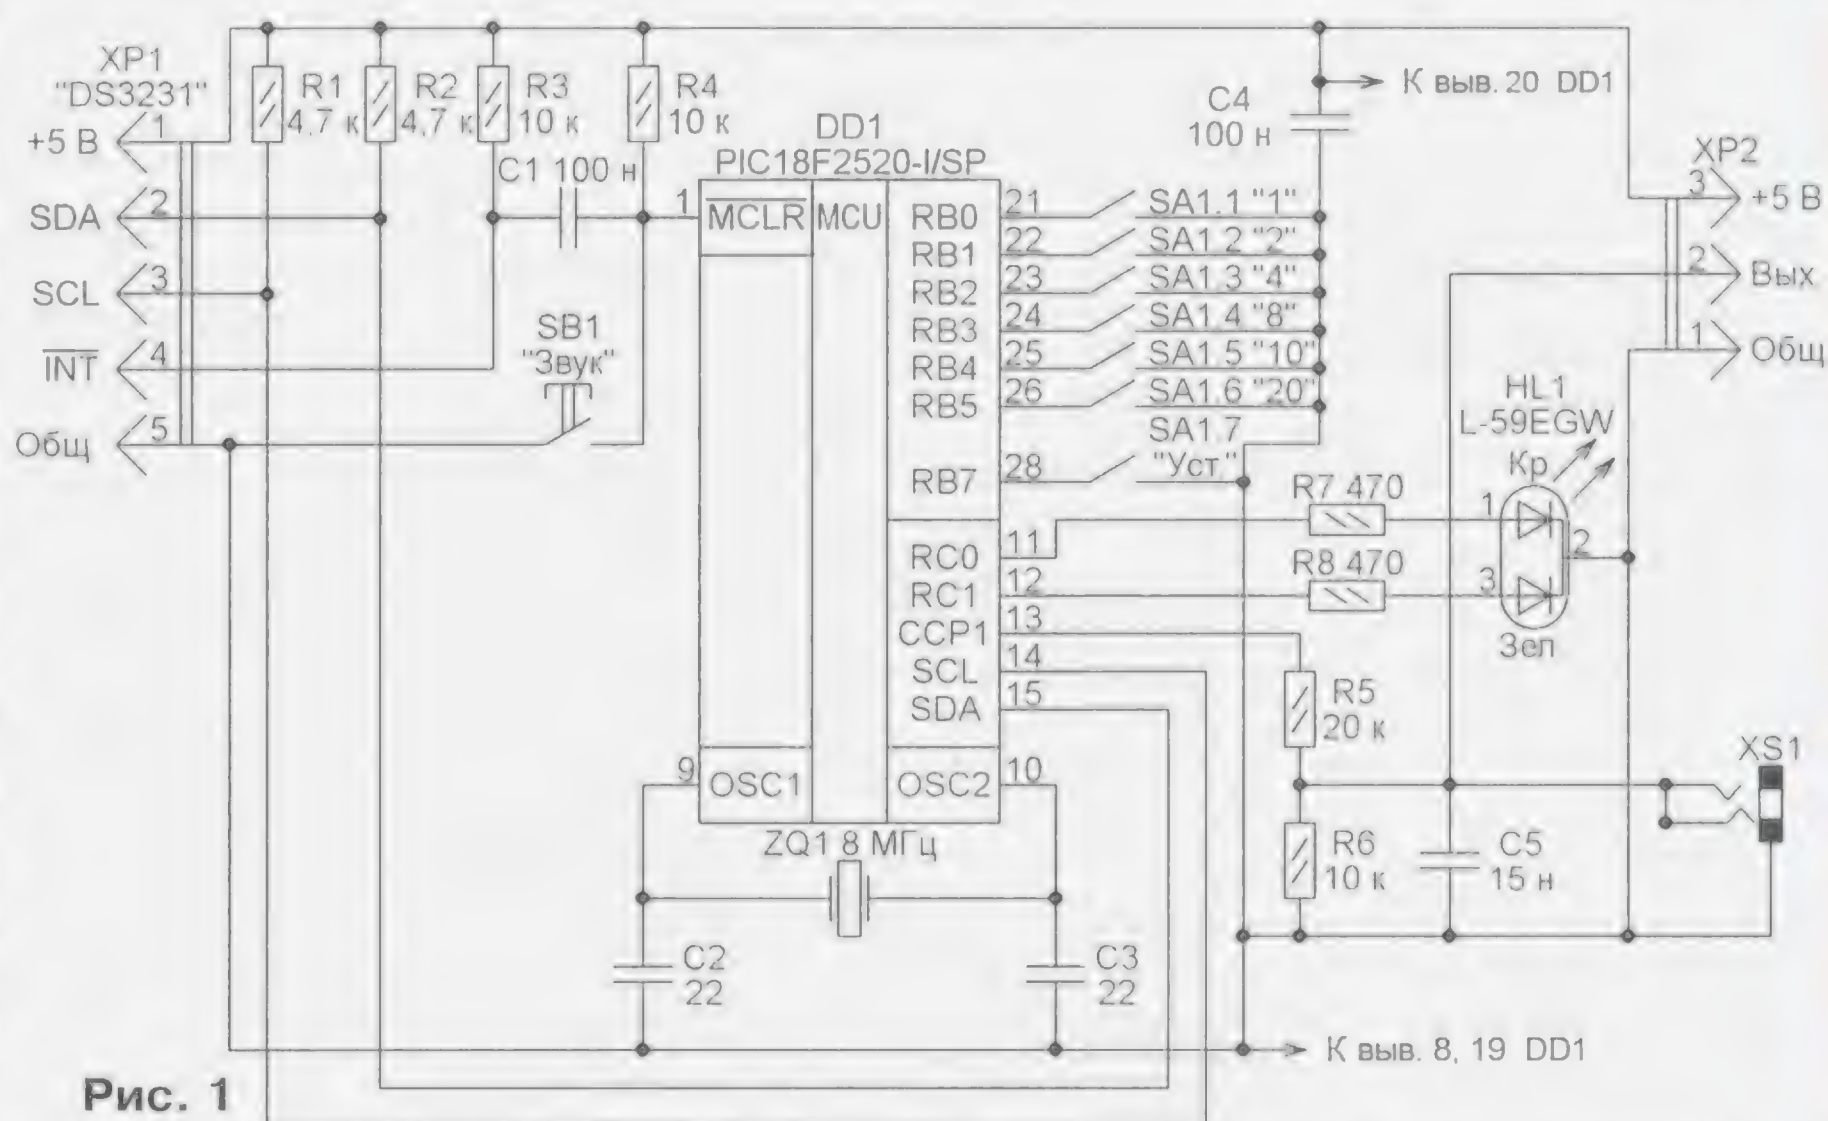 XP1
"DS3231"
+5 В
1
SDA
2
SCL
3
INT
4
Общ
5
R1
4,7 к
R2
4,7 к
R3
10 к
R4
10 к
C1 100 н
SB1
"Звук"
DD1
PIC18F2520-I/SP
1
MCLR
MCU
RB0
21
SA1.1 "1"
RB1
22
SA1.2 "2"
RB2
23
SA1.3 "4"
RB3
24
SA1.4 "8"
RB4
25
SA1.5 "10"
RB5
26
SA1.6 "20"
RB7
28
SA1.7
"Уст."
RC0
11
RC1
12
CCP1
13
SCL
14
SDA
15
9
OSC1
OSC2
10
ZQ1 8 МГц
C2
22
C3
22
C4
100 н
К выв. 20 DD1
XP2
3
+5 В
2
Вых
1
Общ
HL1
L-59EGW
Кр
R7 470
1
2
R8 470
3
Зел
R5
20 к
R6
10 к
C5
15 н
XS1
К выв. 8, 19 DD1
Рис. 1